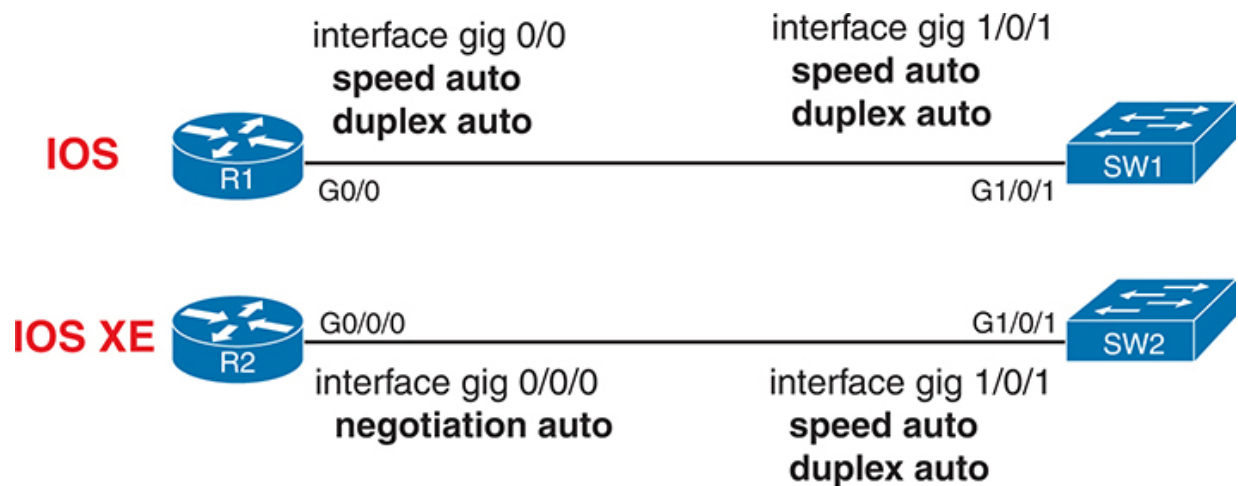 interface gig 0/0
speed auto
duplex auto
interface gig 1/0/1
speed auto
duplex auto
IOS
R1
G0/0
G1/0/1
SW1
IOS XE
R2
G0/0/0
G1/0/1
SW2
interface gig 0/0/0
negotiation auto
interface gig 1/0/1
speed auto
duplex auto